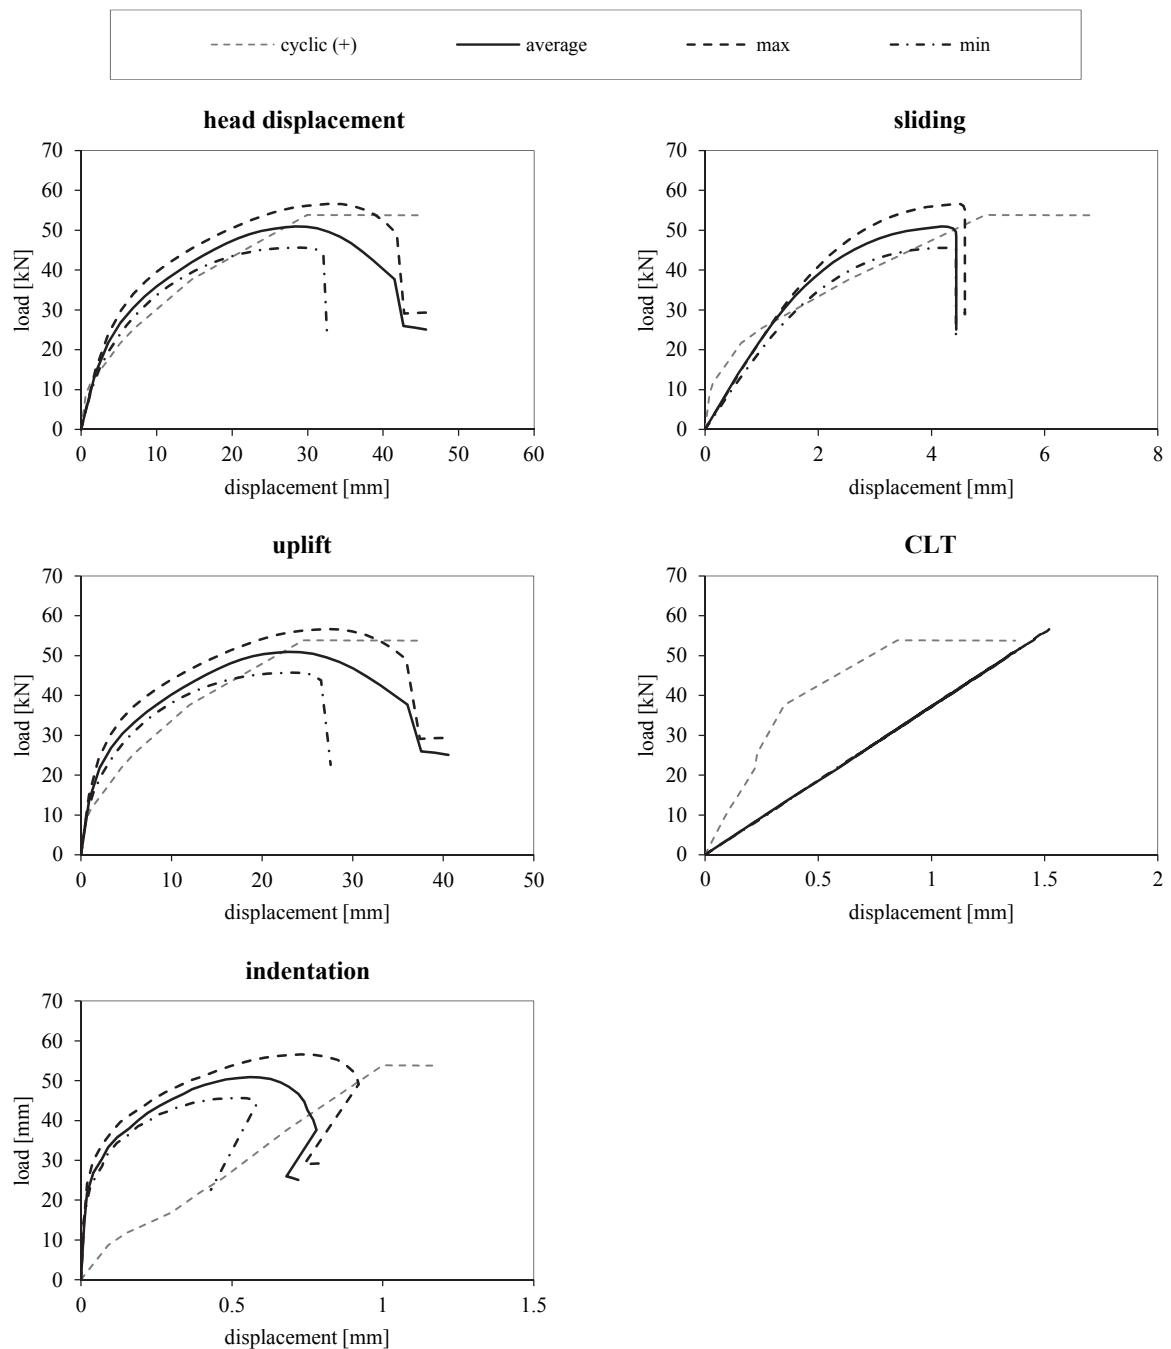 cyclic (+) average max min
head displacement
70
60
50
40
30
20
10
0
load [kN]
0 10 20 30 40 50 60
displacement [mm]
sliding
70
60
50
40
30
20
10
0
load [kN]
0 2 4 6 8
displacement [mm]
uplift
70
60
50
40
30
20
10
0
load [kN]
0 10 20 30 40 50
displacement [mm]
CLT
70
60
50
40
30
20
10
0
load [kN]
0 0.5 1 1.5 2
displacement [mm]
indentation
70
60
50
40
30
20
10
0
load [mm]
0 0.5 1 1.5
displacement [mm]